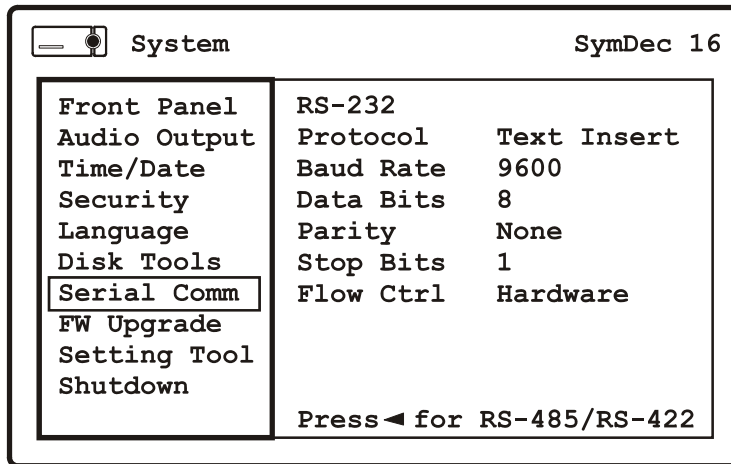 System SymDec 16
Front Panel
Audio Output
Time/Date
Security
Language
Disk Tools
Serial Comm
FW Upgrade
Setting Tool
Shutdown
RS-232
Protocol Text Insert
Baud Rate 9600
Data Bits 8
Parity None
Stop Bits 1
Flow Ctrl Hardware
Press◄ for RS-485/RS-422